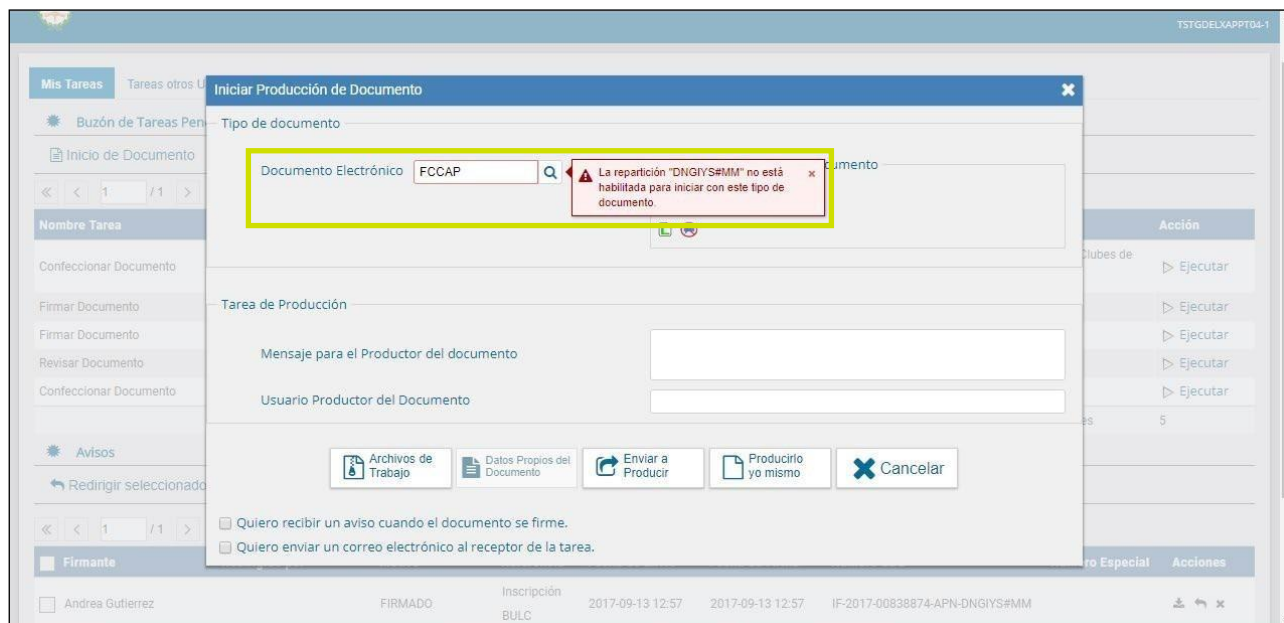 TSTGDELXAPPT04-1
Mis Tareas Tareas otros U
Iniciar Producción de Documento
Buzón de Tareas Pen
Tipo de documento
Inicio de Documento
Documento Electrónico FCCAP
La repartición "DNGIYS#MM" no está
habilitada para iniciar con este tipo de
documento.
cumento
1 / 1
Nombre Tarea Acción
Confeccionar Documento Clubes de Ejecutar
Firmar Documento Ejecutar
Firmar Documento Ejecutar
Revisar Documento Ejecutar
Confeccionar Documento Ejecutar
es 5
Tarea de Producción
Mensaje para el Productor del documento
Usuario Productor del Documento
Avisos
Archivos de
Trabajo
Datos Propios del
Documento
Enviar a
Producir
Producirlo
yo mismo
Cancelar
Redirigir seleccionado
1 / 1
Quiero recibir un aviso cuando el documento se firme.
Quiero enviar un correo electrónico al receptor de la tarea.
Firmante ro Especial Acciones
Andrea Gutierrez FIRMADO Inscripción
BULC 2017-09-13 12:57 2017-09-13 12:57 IF-2017-00838874-APN-DNGIYS#MM